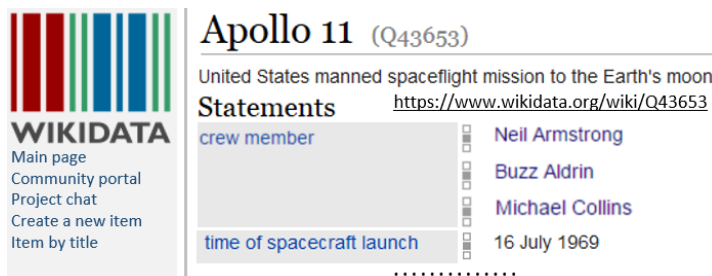 WIKIDATA
Main page
Community portal
Project chat
Create a new item
Item by title
Apollo 11 (Q43653)
United States manned spaceflight mission to the Earth's moon
Statements https://www.wikidata.org/wiki/Q43653
crew member Neil Armstrong
Buzz Aldrin
Michael Collins
time of spacecraft launch 16 July 1969
..............